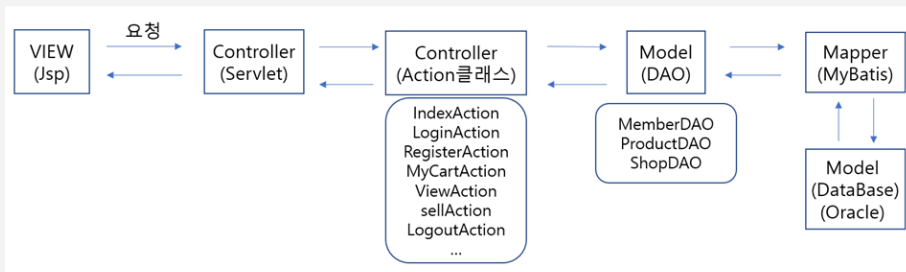 요청
VIEW
(Jsp)
Controller
(Servlet)
Controller
(Action클래스)
IndexAction
LoginAction
RegisterAction
MyCartAction
ViewAction
sellAction
LogoutAction
...
Model
(DAO)
MemberDAO
ProductDAO
ShopDAO
Mapper
(MyBatis)
Model
(DataBase)
(Oracle)